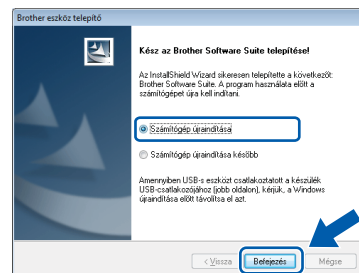 Brother eszköz telepítő
Kész az Brother Software Suite telepítése!
Az InstallShield Wizard sikeresen telepítette a következőt:
Brother Software Suite. A program használata előtt a
számítógépet újra kell indítani.
Számítógép újraindítása
Számítógép újraindítása később
Amennyiben USB-s eszközt csatlakoztatott a készülék
USB-csatlakozójához (jobb oldalon), kérjük, a Windows
újraindítása előtt távolítsa el azt.
< Vissza
Befejezés
Mégse